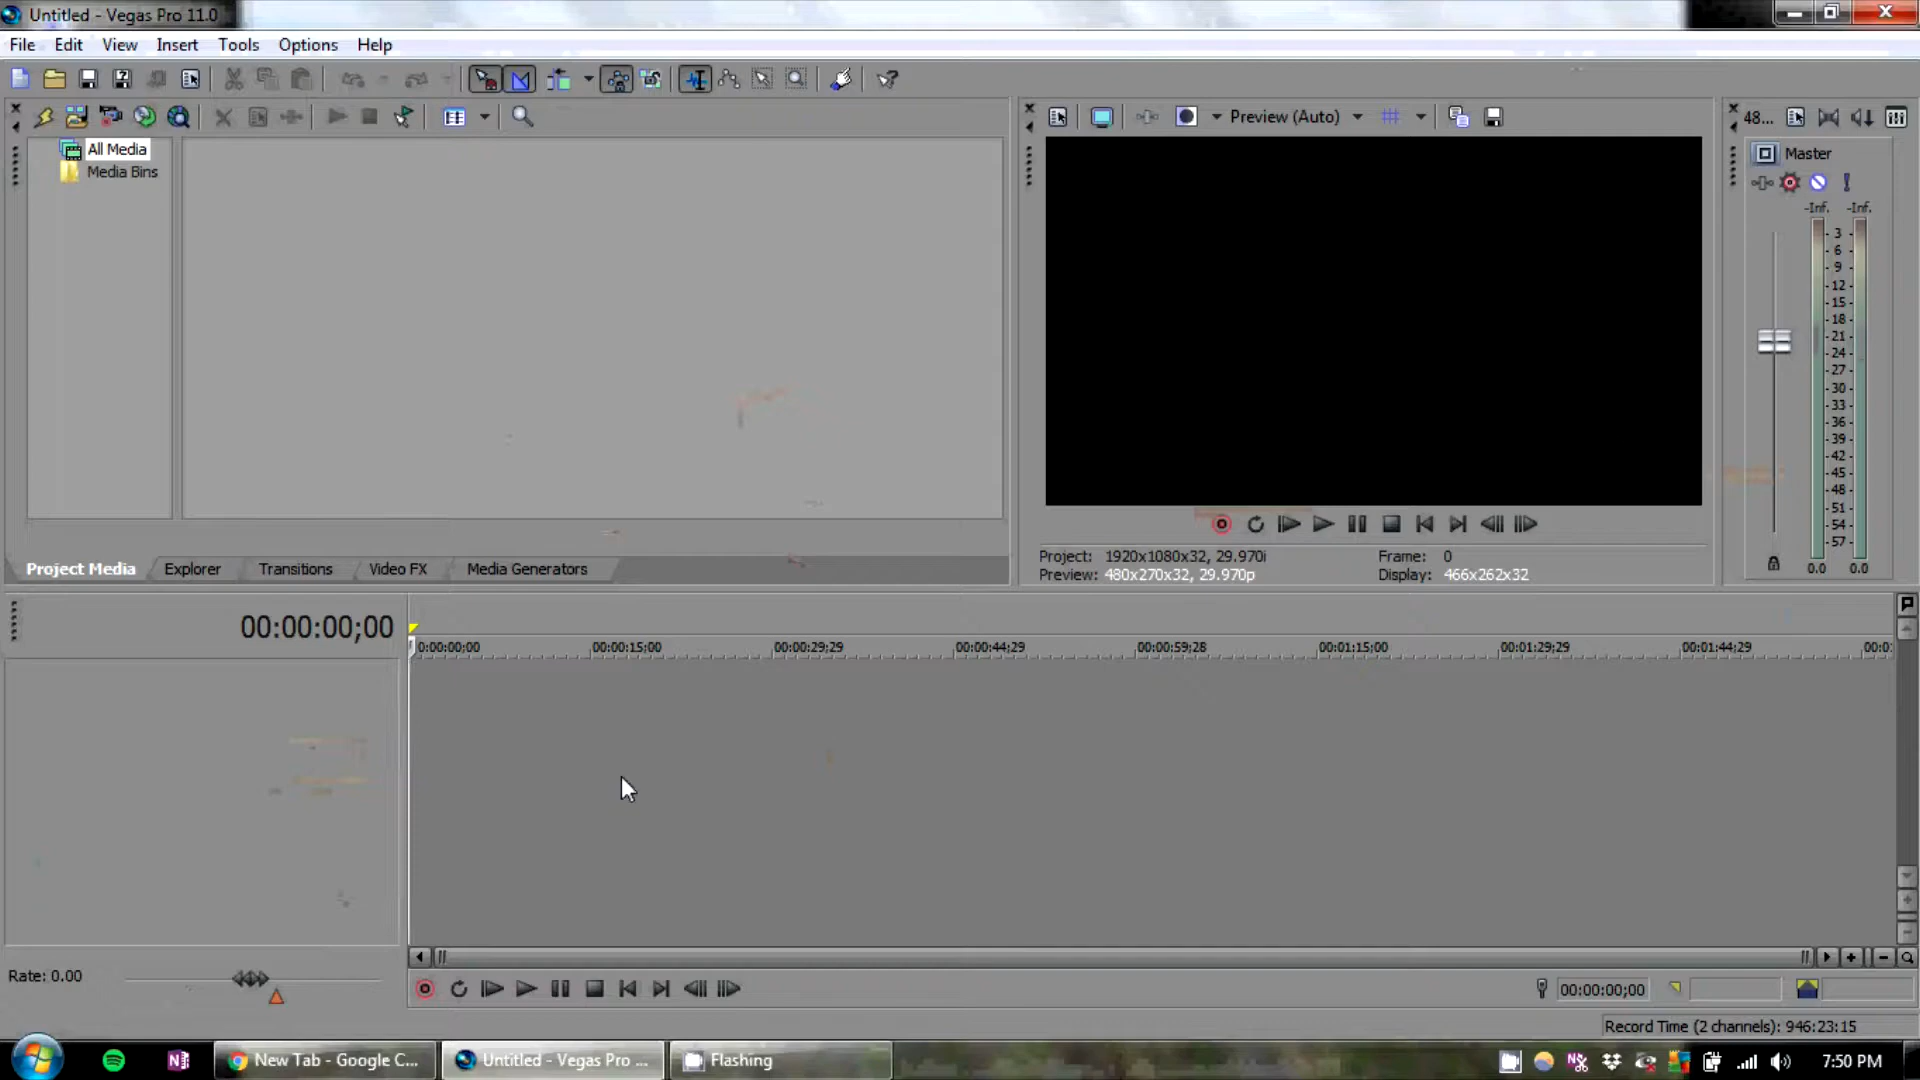 Untitled - Vegas Pro 11.0
File Edit View Insert Tools Options Help
Preview (Auto)
48...
All Media
Media Bins
Master
-Inf. -Inf.
- 3 -
- 6 -
- 9 -
- 12 -
- 15 -
- 18 -
- 21 -
- 24 -
- 27 -
- 30 -
- 33 -
- 36 -
- 39 -
- 42 -
- 45 -
- 48 -
- 51 -
- 54 -
- 57 -
0.0 0.0
Project: 1920x1080x32, 29.970i Frame: 0
Preview: 480x270x32, 29.970p Display: 466x262x32
Project Media Explorer Transitions Video FX Media Generators
00:00:00;00
0:00:00;00 00:00:15;00 00:00:29;29 00:00:44;29 00:00:59;28 00:01:15;00 00:01:29;29 00:01:44;29 00:0
Rate: 0.00
00:00:00;00
Record Time (2 channels): 946:23:15
New Tab - Google C... Untitled - Vegas Pro ... Flashing 7:50 PM